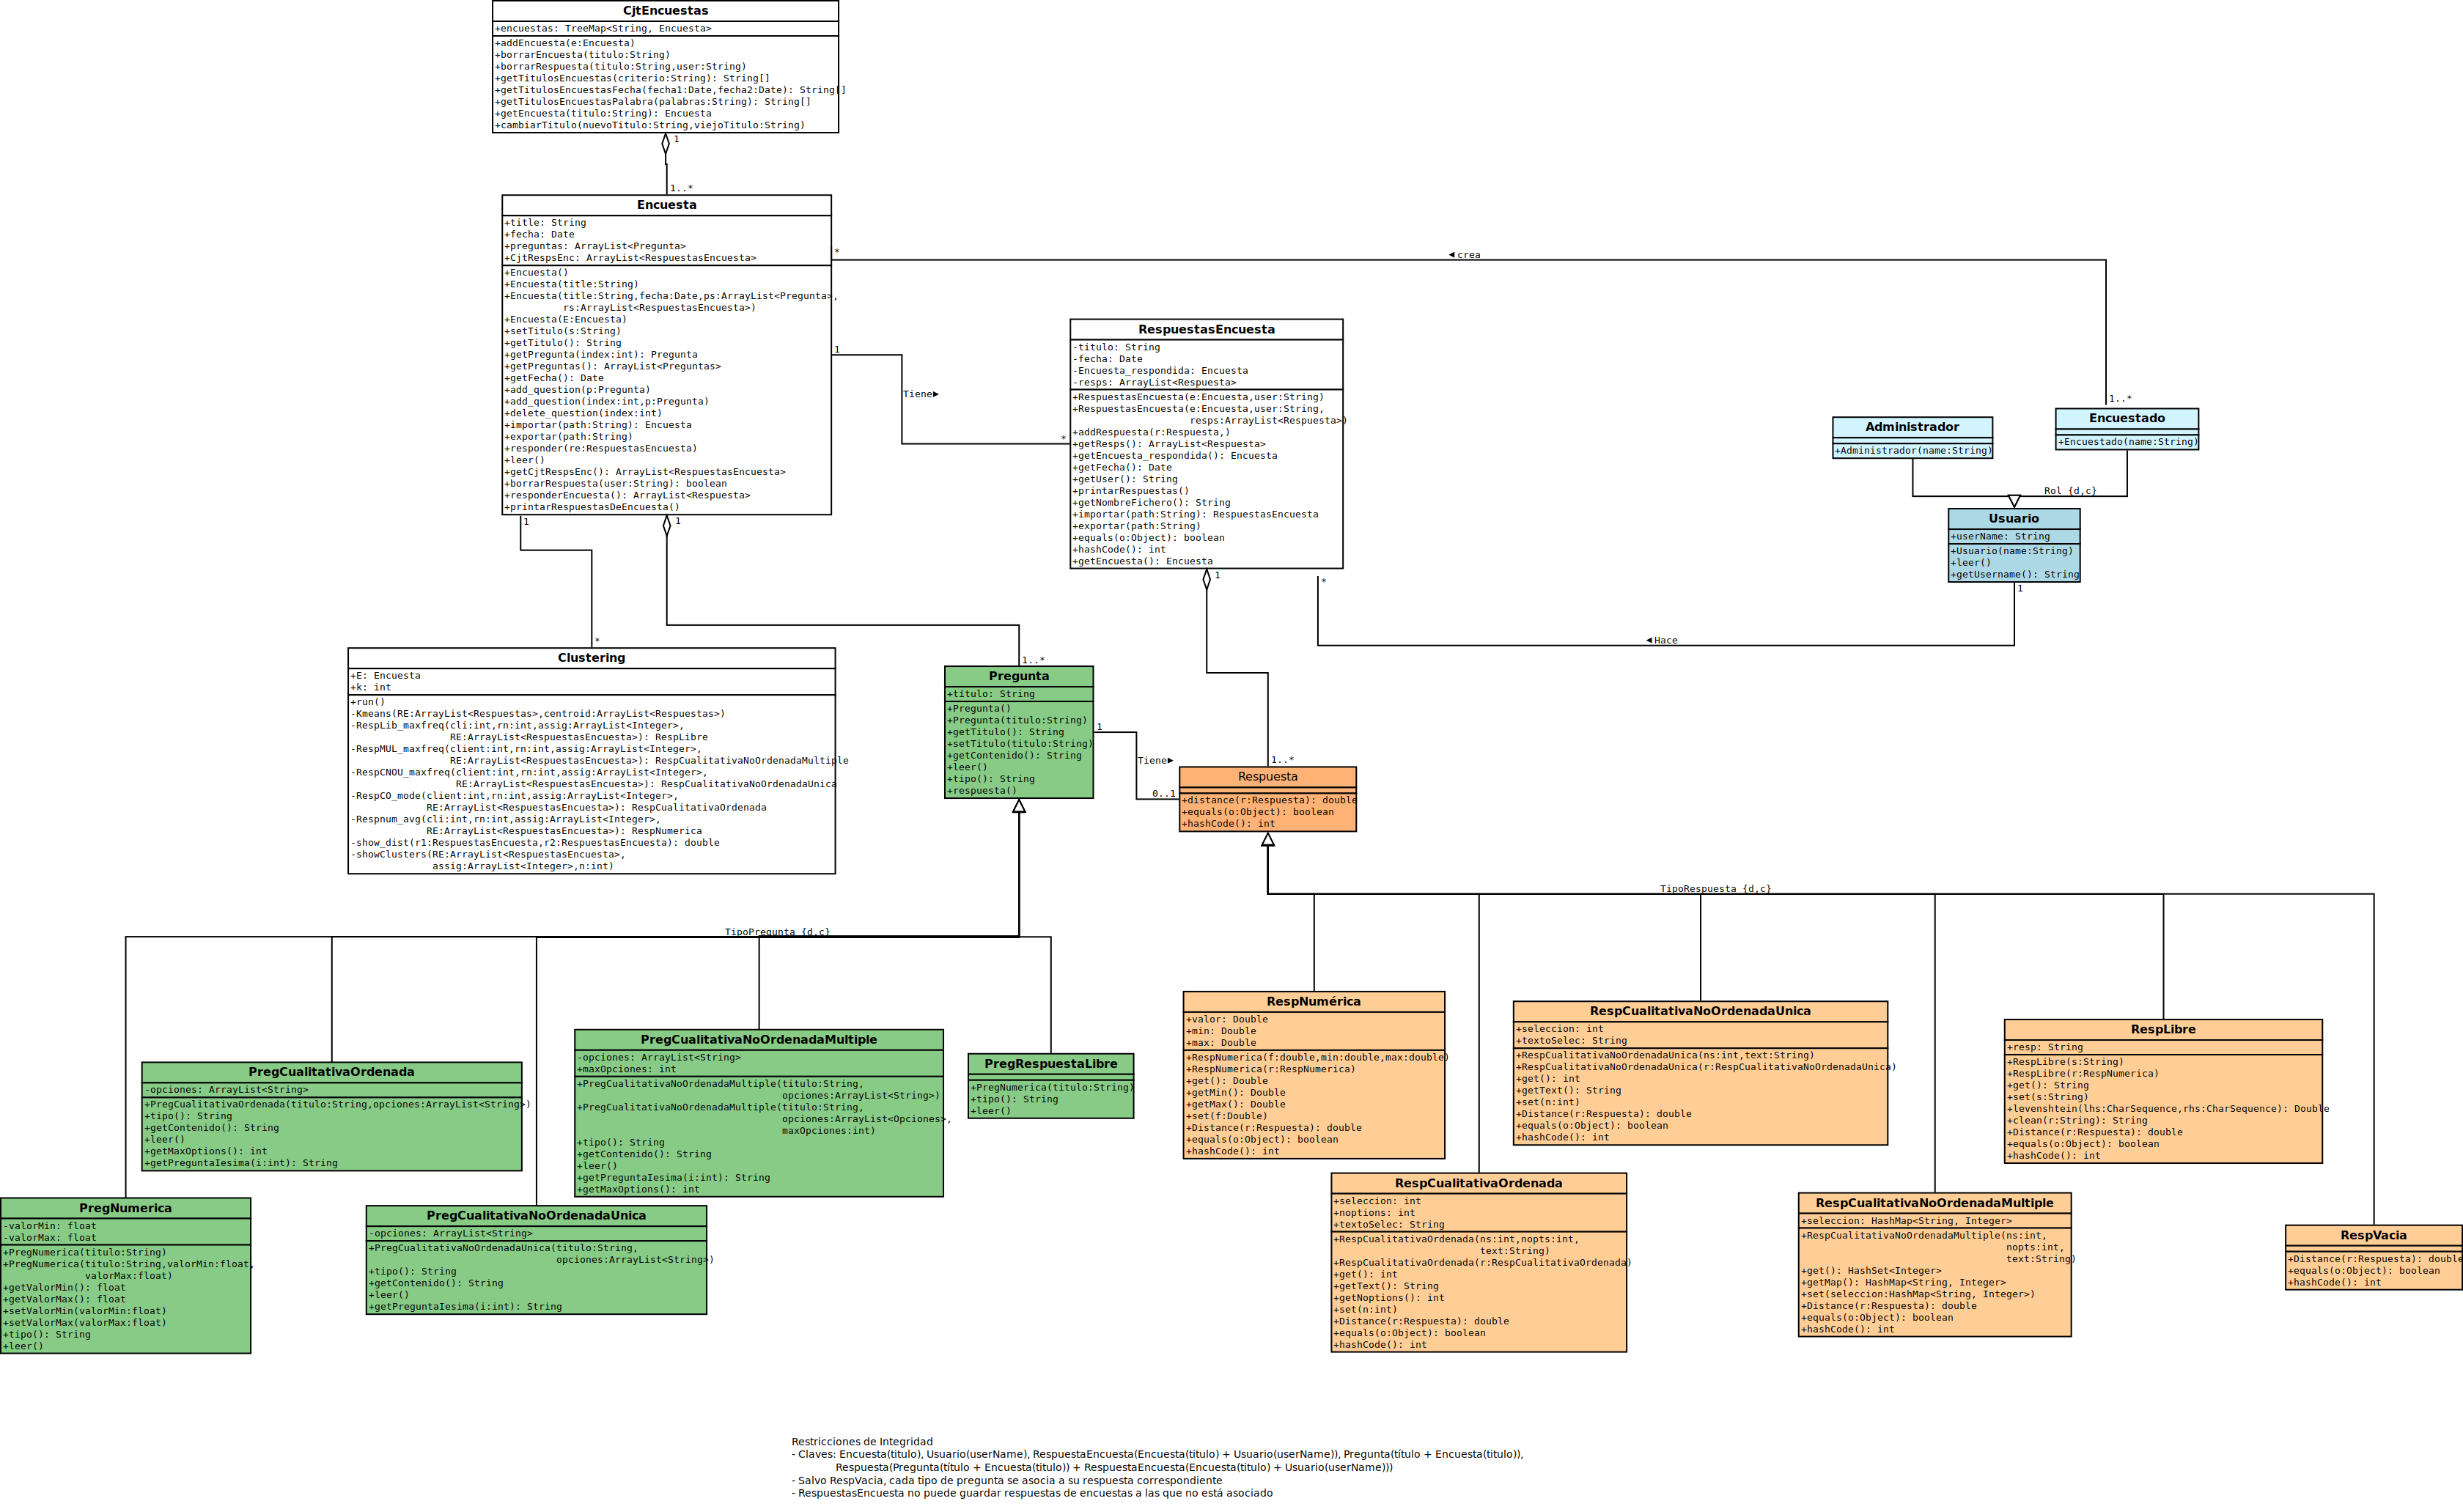 CjtEncuestas
+encuestas: TreeMap<String, Encuesta>
+addEncuesta(e:Encuesta)
+borrarEncuesta(titulo:String)
+borrarRespuesta(titulo:String,user:String)
+getTitulosEncuestas(criterio:String): String[]
+getTitulosEncuestasFecha(fecha1:Date,fecha2:Date): String[]
+getTitulosEncuestasPalabra(palabras:String): String[]
+getEncuesta(titulo:String): Encuesta
+cambiarTitulo(nuevoTitulo:String,viejoTitulo:String)
1
1..*
Encuesta
+title: String
+fecha: Date
+preguntas: ArrayList<Pregunta>
+CjtRespsEnc: ArrayList<RespuestasEncuesta>
+Encuesta()
+Encuesta(title:String)
+Encuesta(title:String,fecha:Date,ps:ArrayList<Pregunta>,
rs:ArrayList<RespuestasEncuesta>)
+Encuesta(E:Encuesta)
+setTitulo(s:String)
+getTitulo(): String
+getPregunta(index:int): Pregunta
+getPreguntas(): ArrayList<Preguntas>
+getFecha(): Date
+add_question(p:Pregunta)
+add_question(index:int,p:Pregunta)
+delete_question(index:int)
+importar(path:String): Encuesta
+exportar(path:String)
+responder(re:RespuestasEncuesta)
+leer()
+getCjtRespsEnc(): ArrayList<RespuestasEncuesta>
+borrarRespuesta(user:String): boolean
+responderEncuesta(): ArrayList<Respuesta>
+printarRespuestasDeEncuesta()
*
◄ crea
1..*
1
Tiene►
*
1
1
RespuestasEncuesta
-titulo: String
-fecha: Date
-Encuesta_respondida: Encuesta
-resps: ArrayList<Respuesta>
+RespuestasEncuesta(e:Encuesta,user:String)
+RespuestasEncuesta(e:Encuesta,user:String,
resps:ArrayList<Respuesta>)
+addRespuesta(r:Respuesta,)
+getResps(): ArrayList<Respuesta>
+getEncuesta_respondida(): Encuesta
+getFecha(): Date
+getUser(): String
+printarRespuestas()
+getNombreFichero(): String
+importar(path:String): RespuestasEncuesta
+exportar(path:String)
+equals(o:Object): boolean
+hashCode(): int
+getEncuesta(): Encuesta
1
*
Administrador
+Administrador(name:String)
Encuestado
+Encuestado(name:String)
Rol {d,c}
Usuario
+userName: String
+Usuario(name:String)
+leer()
+getUsername(): String
1
◄ Hace
*
Clustering
+E: Encuesta
+k: int
+run()
-Kmeans(RE:ArrayList<Respuestas>,centroid:ArrayList<Respuestas>)
-RespLib_maxfreq(cli:int,rn:int,assig:ArrayList<Integer>,
RE:ArrayList<RespuestasEncuesta>): RespLibre
-RespMUL_maxfreq(client:int,rn:int,assig:ArrayList<Integer>,
RE:ArrayList<RespuestasEncuesta>): RespCualitativaNoOrdenadaMultiple
-RespCNOU_maxfreq(client:int,rn:int,assig:ArrayList<Integer>,
RE:ArrayList<RespuestasEncuesta>): RespCualitativaNoOrdenadaUnica
-RespCO_mode(client:int,rn:int,assig:ArrayList<Integer>,
RE:ArrayList<RespuestasEncuesta>): RespCualitativaOrdenada
-Respnum_avg(cli:int,rn:int,assig:ArrayList<Integer>,
RE:ArrayList<RespuestasEncuesta>): RespNumerica
-show_dist(r1:RespuestasEncuesta,r2:RespuestasEncuesta): double
-showClusters(RE:ArrayList<RespuestasEncuesta>,
assig:ArrayList<Integer>,n:int)
1..*
Pregunta
+título: String
+Pregunta()
+Pregunta(titulo:String)
+getTitulo(): String
+setTitulo(titulo:String)
+getContenido(): String
+leer()
+tipo(): String
+respuesta()
1
Tiene►
0..1
1..*
Respuesta
+distance(r:Respuesta): double
+equals(o:Object): boolean
+hashCode(): int
TipoPregunta {d,c}
TipoRespuesta {d,c}
PregNumerica
-valorMin: float
-valorMax: float
+PregNumerica(titulo:String)
+PregNumerica(titulo:String,valorMin:float,
valorMax:float)
+getValorMin(): float
+getValorMax(): float
+setValorMin(valorMin:float)
+setValorMax(valorMax:float)
+tipo(): String
+leer()
PregCualitativaOrdenada
-opciones: ArrayList<String>
+PregCualitativaOrdenada(titulo:String,opciones:ArrayList<String>)
+tipo(): String
+getContenido(): String
+leer()
+getMaxOptions(): int
+getPreguntaIesima(i:int): String
PregCualitativaNoOrdenadaUnica
-opciones: ArrayList<String>
+PregCualitativaNoOrdenadaUnica(titulo:String,
opciones:ArrayList<String>)
+tipo(): String
+getContenido(): String
+leer()
+getPreguntaIesima(i:int): String
PregCualitativaNoOrdenadaMultiple
-opciones: ArrayList<String>
+maxOpciones: int
+PregCualitativaNoOrdenadaMultiple(titulo:String,
opciones:ArrayList<String>)
+PregCualitativaNoOrdenadaMultiple(titulo:String,
opciones:ArrayList<Opciones>,
maxOpciones:int)
+tipo(): String
+getContenido(): String
+leer()
+getPreguntaIesima(i:int): String
+getMaxOptions(): int
PregRespuestaLibre
+PregNumerica(titulo:String)
+tipo(): String
+leer()
RespNumérica
+valor: Double
+min: Double
+max: Double
+RespNumerica(f:double,min:double,max:double)
+RespNumerica(r:RespNumerica)
+get(): Double
+getMin(): Double
+getMax(): Double
+set(f:Double)
+Distance(r:Respuesta): double
+equals(o:Object): boolean
+hashCode(): int
RespCualitativaOrdenada
+seleccion: int
+noptions: int
+textoSelec: String
+RespCualitativaOrdenada(ns:int,nopts:int,
text:String)
+RespCualitativaOrdenada(r:RespCualitativaOrdenada)
+get(): int
+getText(): String
+getNoptions(): int
+set(n:int)
+Distance(r:Respuesta): double
+equals(o:Object): boolean
+hashCode(): int
RespCualitativaNoOrdenadaUnica
+seleccion: int
+textoSelec: String
+RespCualitativaNoOrdenadaUnica(ns:int,text:String)
+RespCualitativaNoOrdenadaUnica(r:RespCualitativaNoOrdenadaUnica)
+get(): int
+getText(): String
+set(n:int)
+Distance(r:Respuesta): double
+equals(o:Object): boolean
+hashCode(): int
RespCualitativaNoOrdenadaMultiple
+seleccion: HashMap<String, Integer>
+RespCualitativaNoOrdenadaMultiple(ns:int,
nopts:int,
text:String)
+get(): HashSet<Integer>
+getMap(): HashMap<String, Integer>
+set(seleccion:HashMap<String, Integer>)
+Distance(r:Respuesta): double
+equals(o:Object): boolean
+hashCode(): int
RespLibre
+resp: String
+RespLibre(s:String)
+RespLibre(r:RespNumerica)
+get(): String
+set(s:String)
+levenshtein(lhs:CharSequence,rhs:CharSequence): Double
+clean(r:String): String
+Distance(r:Respuesta): double
+equals(o:Object): boolean
+hashCode(): int
RespVacia
+Distance(r:Respuesta): double
+equals(o:Object): boolean
+hashCode(): int
Restricciones de Integridad
- Claves: Encuesta(titulo), Usuario(userName), RespuestaEncuesta(Encuesta(titulo) + Usuario(userName)), Pregunta(título + Encuesta(titulo)),
Respuesta(Pregunta(título + Encuesta(titulo)) + RespuestaEncuesta(Encuesta(titulo) + Usuario(userName)))
- Salvo RespVacia, cada tipo de pregunta se asocia a su respuesta correspondiente
- RespuestasEncuesta no puede guardar respuestas de encuestas a las que no está asociado